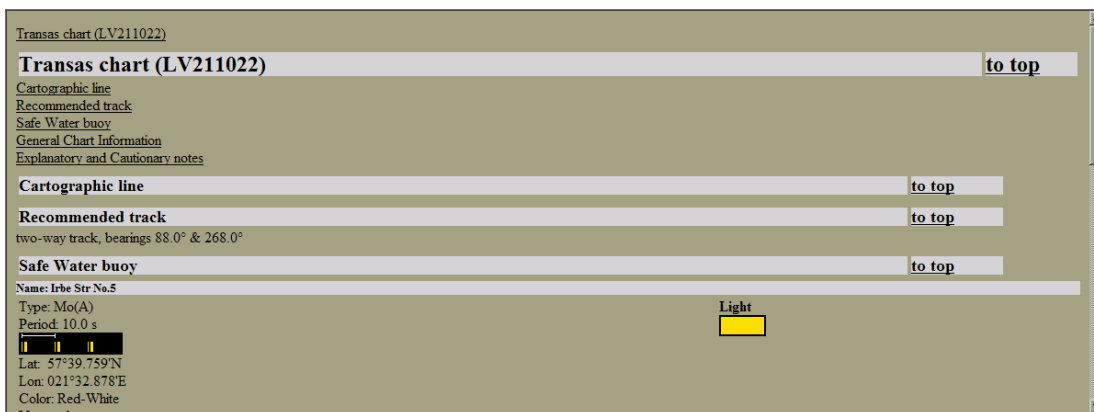 Transas chart (LV211022)
Transas chart (LV211022) to top
Cartographic line
Recommended track
Safe Water buoy
General Chart Information
Explanatory and Cautionary notes
Cartographic line to top
Recommended track to top
two-way track, bearings 88.0° & 268.0°
Safe Water buoy to top
Name: Irbe Str No.5
Type: Mo(A) Light
Period: 10.0 s
Lat: 57°39.759'N
Lon: 021°32.878'E
Color: Red-White